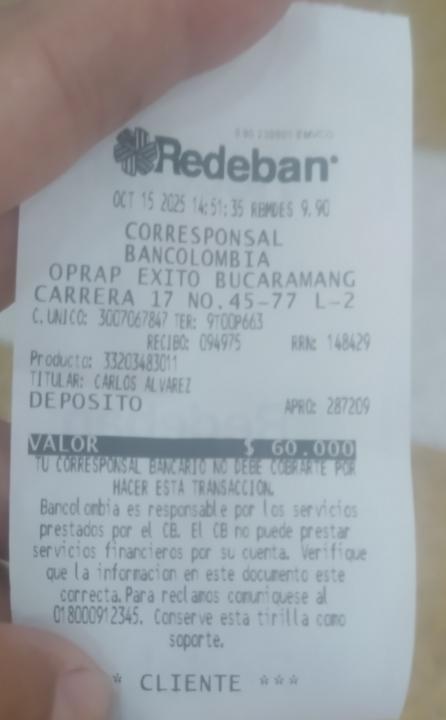 Redeban
OCT 15 2025 14:51:35 RBMDES 9.90
CORRESPONSAL
BANCOLOMBIA
OPRAP EXITO BUCARAMANG
CARRERA 17 NO.45-77 L-2
C.UNICO: 3007067847 TER: 9T00P663
RECIBO: 094975 RRN: 148429
Producto: 33203483011
TITULAR: CARLOS ALVAREZ
DEPOSITO APRO: 287209
VALOR $ 60.000
TU CORRESPONSAL BANCARIO NO DEBE COBRARTE POR
HACER ESTA TRANSACCION.
Bancolombia es responsable por los servicios
prestados por el CB. El CB no puede prestar
servicios financieros por su cuenta. Verifique
que la informacion en este documento este
correcta.Para reclamos comuniquese al
018000912345. Conserve esta tirilla como
soporte.
* CLIENTE ***